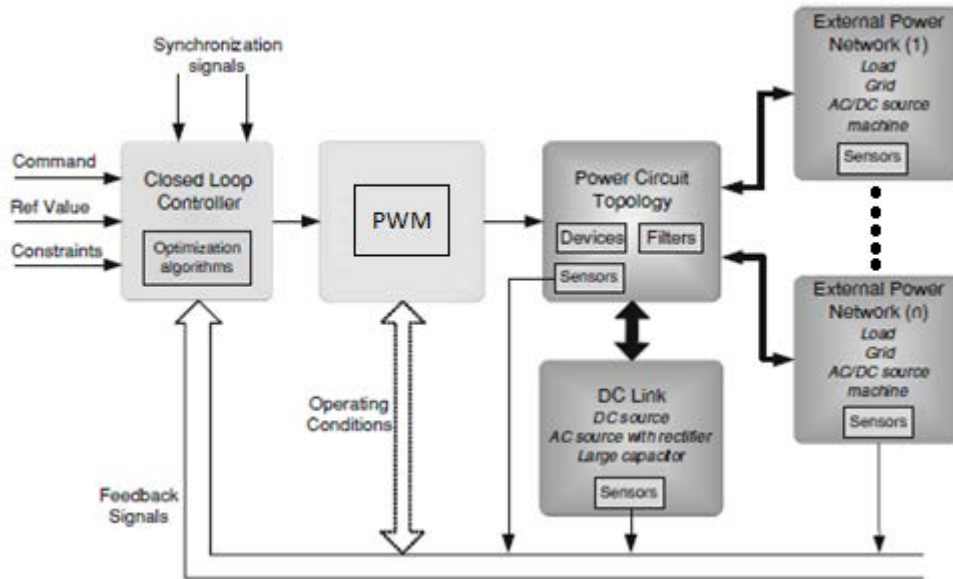 Synchronization
signals
Command
Ref Value
Constraints
Closed Loop
Controller
Optimization
algorithms
PWM
Power Circuit
Topology
Devices
Filters
Sensors
External Power
Network (1)
Load
Grid
AC/DC source
machine
Sensors
External Power
Network (n)
Load
Grid
AC/DC source
machine
Sensors
DC Link
DC source
AC source with rectifier
Large capacitor
Sensors
Operating
Conditions
Feedback
Signals